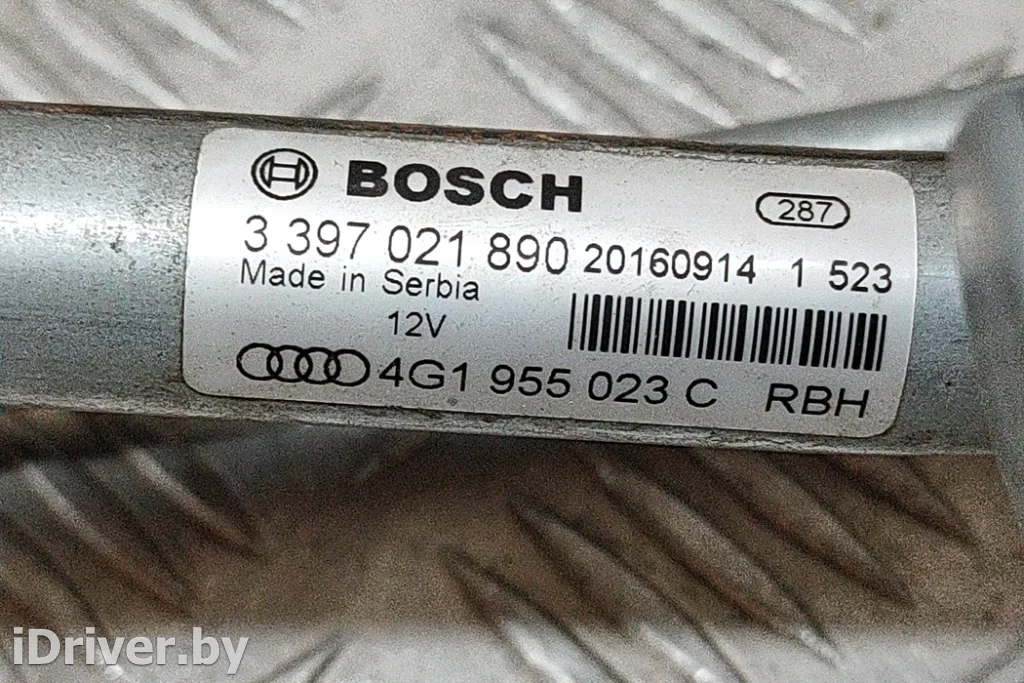 BOSCH
287
3 397 021 890 20160914 1 523
Made in Serbia
12V
4G1 955 023 C RBH
iDriver.by